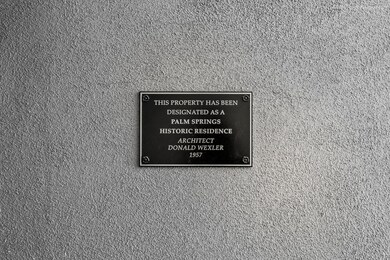 THIS PROPERTY HAS BEEN
DESIGNATED AS A
PALM SPRINGS
HISTORIC RESIDENCE
ARCHITECT
DONALD WEXLER
1957